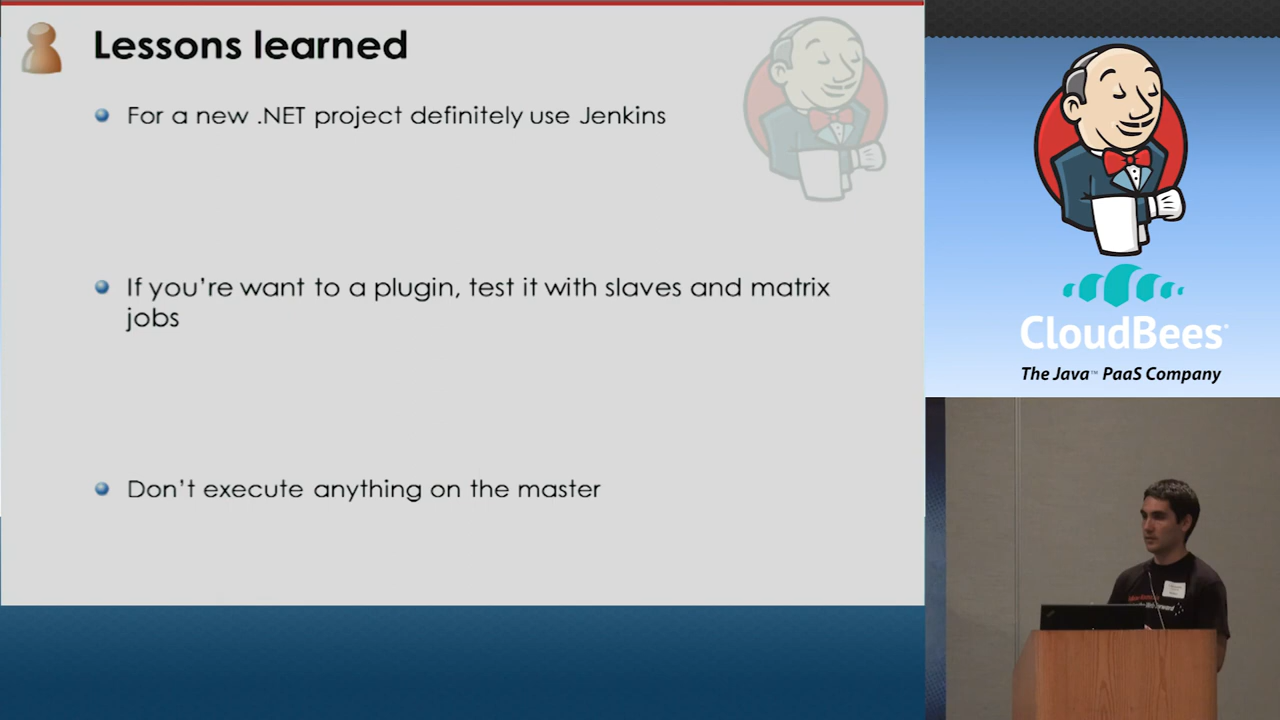 Lessons learned
For a new .NET project definitely use Jenkins
If you're want to a plugin, test it with slaves and matrix
jobs
Don't execute anything on the master
CloudBees
The Java™ PaaS Company